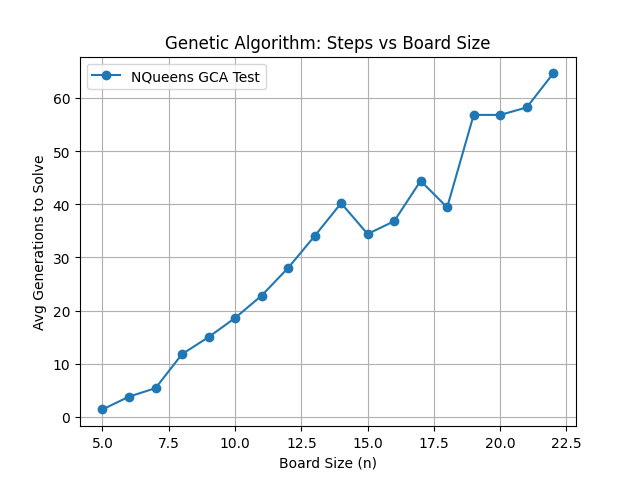 Genetic Algorithm: Steps vs Board Size
NQueens GCA Test
60
50
40
30
20
10
0
Avg Generations to Solve
5.0 7.5 10.0 12.5 15.0 17.5 20.0 22.5
Board Size (n)